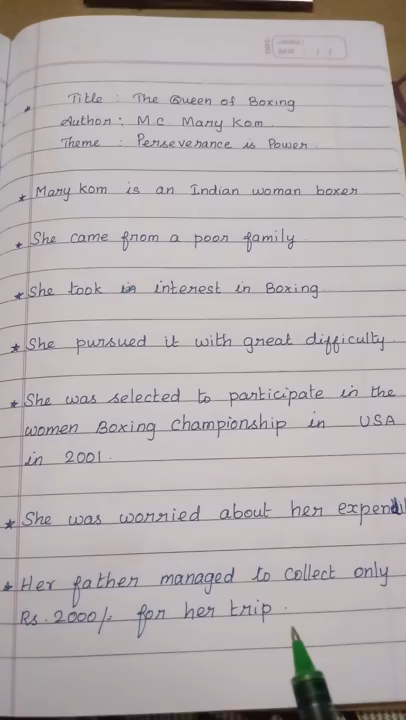 Title : The Queen of Boxing
Author : M.C. Mary Kom.
Theme : Perseverance is Power.
* Mary kom is an Indian woman boxer.
* She came from a poor family.
* She took interest in Boxing.
* She pursued it with great difficulty.
* She was selected to participate in the
women Boxing championship in USA
in 2001.
* She was worried about her
* Her father managed to collect only
Rs. 2000/- for her trip.